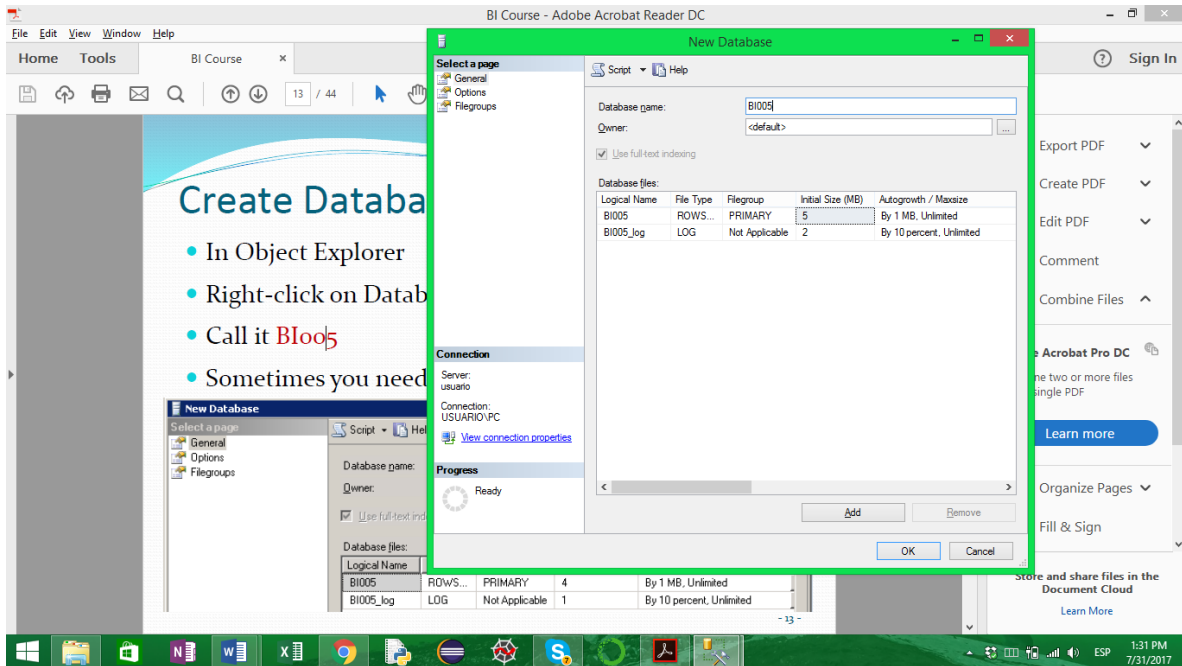 BI Course - Adobe Acrobat Reader DC
File Edit View Window Help
Home Tools BI Course × Sign In
13 / 44
Create Databa
• In Object Explorer
• Right-click on Datab
• Call it BI005
• Sometimes you need
New Database
Select a page
General
Options
Filegroups
Script Hel
Database name:
Owner:
Use full-text inde
Database files:
Logical Name
BI005 ROWS... PRIMARY 4 By 1 MB, Unlimited
BI005_log LOG Not Applicable 1 By 10 percent, Unlimited
- 13 -
New Database
Select a page
General
Options
Filegroups
Connection
Server:
usuario
Connection:
USUARIO\PC
View connection properties
Progress
Ready
Script Help
Database name: BI005
Owner: <default> ...
Use full-text indexing
Database files:
Logical Name File Type Filegroup Initial Size (MB) Autogrowth / Maxsize
BI005 ROWS... PRIMARY 5 By 1 MB, Unlimited
BI005_log LOG Not Applicable 2 By 10 percent, Unlimited
Add Remove
OK Cancel
Export PDF
Create PDF
Edit PDF
Comment
Combine Files
Acrobat Pro DC
ne two or more files
single PDF
Learn more
Organize Pages
Fill & Sign
Store and share files in the
Document Cloud
Learn More
ESP
1:31 PM
7/31/2017